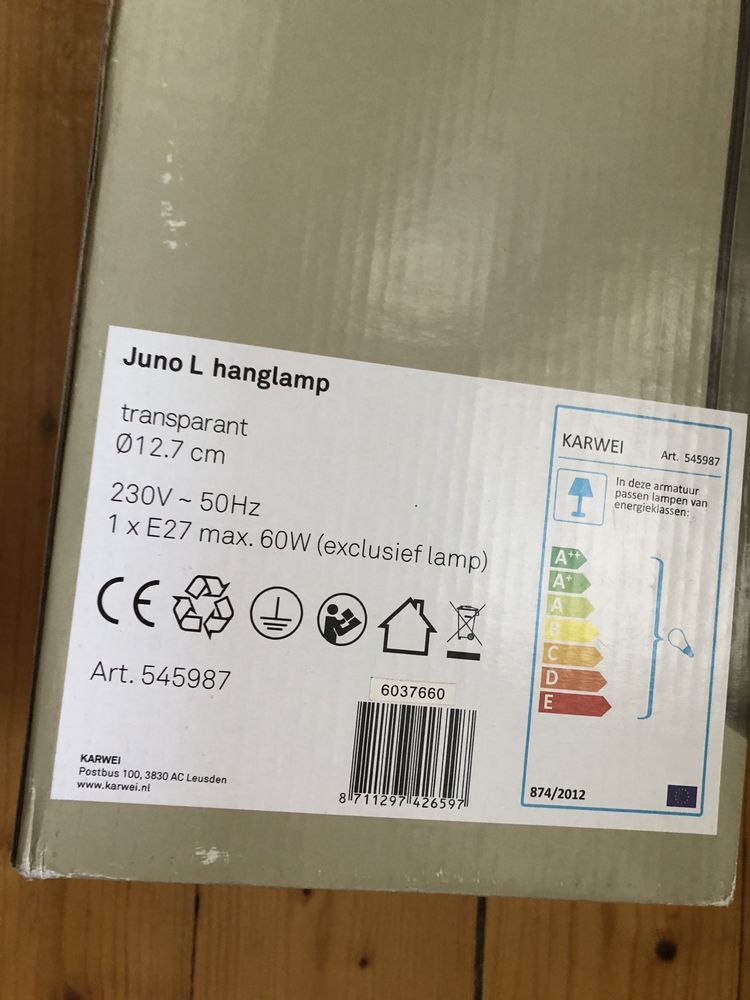 Juno L hanglamp
transparant
Ø12.7 cm
230V ~ 50Hz
1 x E27 max. 60W (exclusief lamp)
CE
Art. 545987
6037660
8 711297 426597
KARWEI
Postbus 100, 3830 AC Leusden
www.karwei.nl
KARWEI Art. 545987
In deze armatuur
passen lampen van
energieklassen:
A++
A+
A
B
C
D
E
874/2012